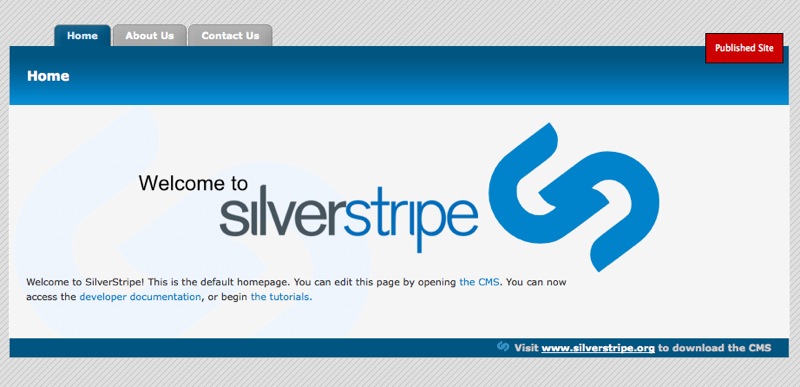 Home About Us Contact Us
Published Site
Home
Welcome to
silverstripe
Welcome to SilverStripe! This is the default homepage. You can edit this page by opening the CMS. You can now
access the developer documentation, or begin the tutorials.
Visit www.silverstripe.org to download the CMS